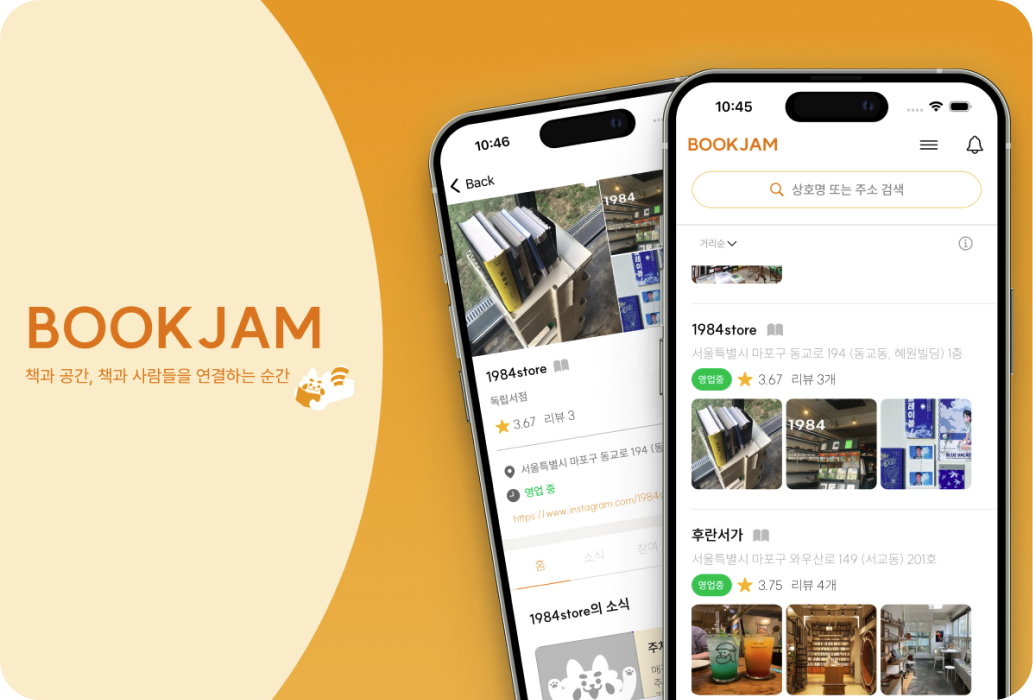 BOOKJAM
책과 공간, 책과 사람들을 연결하는 순간
10:46
Back
1984
1984store
독립서점
3.67 리뷰 3
서울특별시 마포구 동교로 194 (동
영업 중
https://www.instagram.com/1984s
홈 소식 참여
1984store의 소식
10:45
BOOKJAM
상호명 또는 주소 검색
거리순
1984store
서울특별시 마포구 동교로 194 (동교동, 혜원빌딩) 1층
영업중 3.67 리뷰 3개
1984
BLUE
후란서가
서울특별시 마포구 와우산로 149 (서교동) 201호
영업중 3.75 리뷰 4개